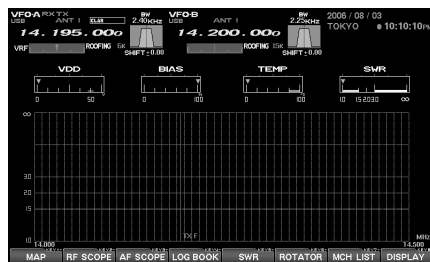 VFO-A RX TX
USB
ANT 1
BW
2.40KHz
14. 195. 000
VRF
ROOFING 6K
SHIFT ± 0.00
VFO-B
USB
ANT 1
BW
2.25KHz
14. 200. 000
ROOFING 15K
SHIFT ± 0.00
2006 / 08 / 03
TOKYO
10:10:10PM
VDD
0 50
BIAS
0 100
TEMP
0 100
SWR
1.0 1.5 2.0 3.0 ∞
∞
3.0
2.0
1.5
1.0
TX F
MHz
14.000
14.500
MAP
RF SCOPE
AF SCOPE
LOG BOOK
SWR
ROTATOR
MCH LIST
DISPLAY